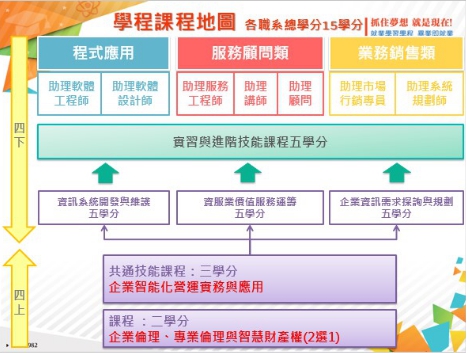 學程課程地圖 各職系總學分15學分
抓住夢想 就是現在!
就業學習學程 畢業即就業
程式應用
服務顧問類
業務銷售類
助理軟體
工程師
助理軟體
設計師
助理服務
工程師
助理
講師
助理
顧問
助理市場
行銷專員
助理系統
規劃師
四下
實習與進階技能課程五學分
資訊系統開發與維護
五學分
資服業價值服務運籌
五學分
企業資訊需求探詢與規劃
五學分
四上
共通技能課程：三學分
企業智能化營運實務與應用
課程 ：二學分
企業倫理、專業倫理與智慧財產權(2選1)
982